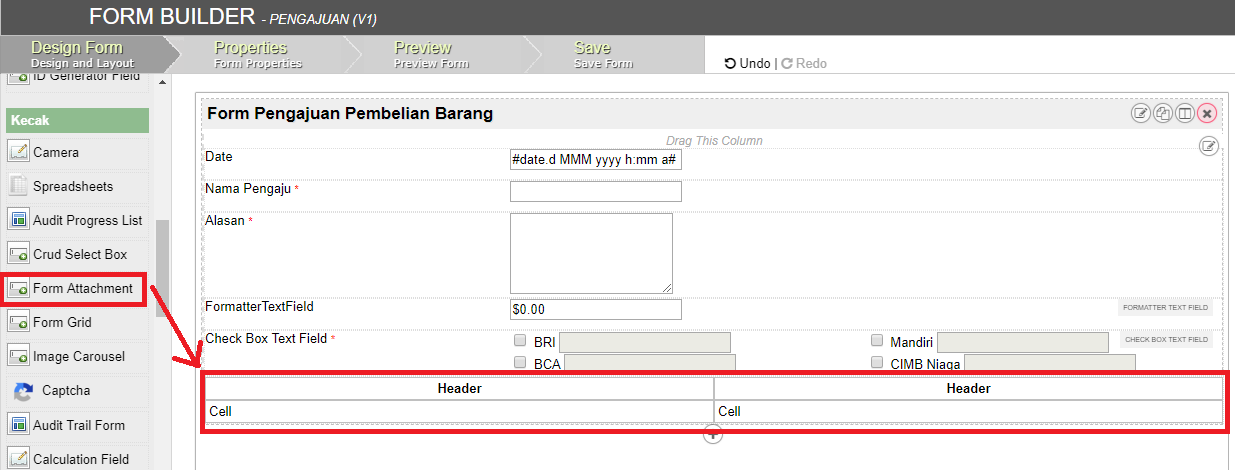 FORM BUILDER - PENGAJUAN (V1)
Design Form
Design and Layout
Properties
Form Properties
Preview
Preview Form
Save
Save Form
Undo | Redo
ID Generator Field
Kecak
Camera
Spreadsheets
Audit Progress List
Crud Select Box
Form Attachment
Form Grid
Image Carousel
Captcha
Audit Trail Form
Calculation Field
Form Pengajuan Pembelian Barang
Drag This Column
Date #date.d MMM yyyy h:mm a#
Nama Pengaju *
Alasan *
FormatterTextField $0.00 FORMATTER TEXT FIELD
Check Box Text Field * BRI Mandiri CHECK BOX TEXT FIELD
BCA CIMB Niaga
Header Header
Cell Cell